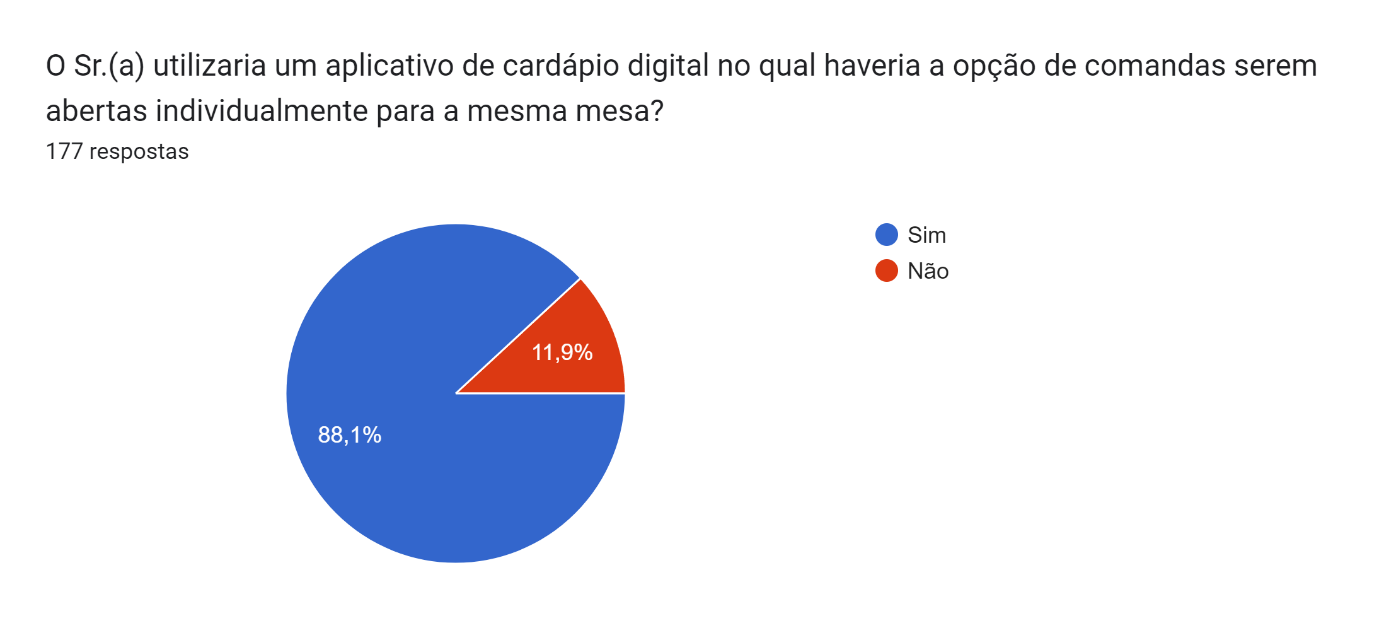 O Sr.(a) utilizaria um aplicativo de cardápio digital no qual haveria a opção de comandas serem
abertas individualmente para a mesma mesa?
177 respostas
Sim
Não
11,9%
88,1%